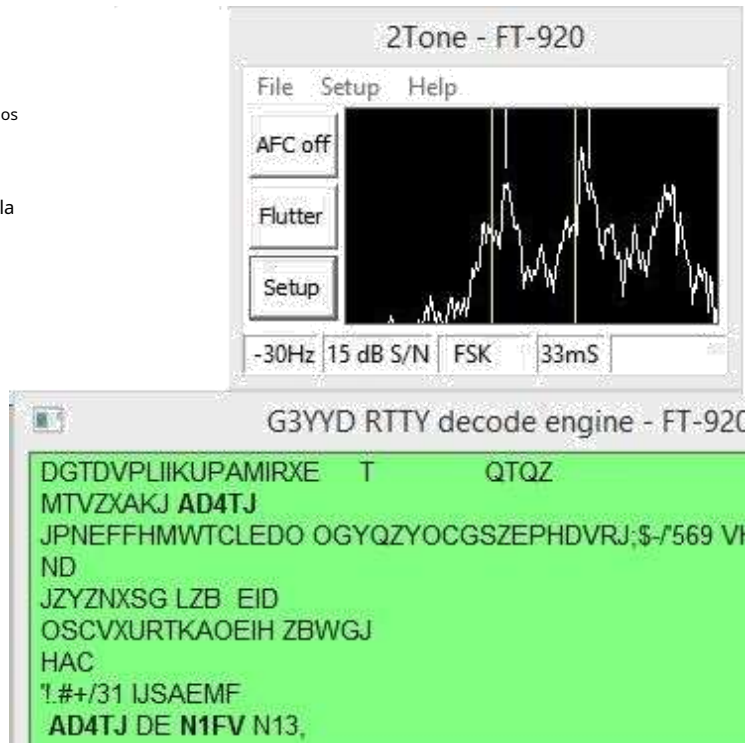 2Tone - FT-920
File Setup Help
os
AFC off
la
Flutter
Setup
-30Hz 15 dB S/N FSK 33mS
G3YYD RTTY decode engine - FT-920
DGTDVPLIIKUPAMIRXE T QTQZ
MTVZXAKJ AD4TJ
JPNEFFHMWTCLEDO OGYQZYOCGSZEPHDVRJ;$-/'569
ND
JZYZNXSG LZB EID
OSCVXURTKAOEIH ZBWGJ
HAC
'!.#+/31 IJSAEMF
AD4TJ DE N1FV N13,